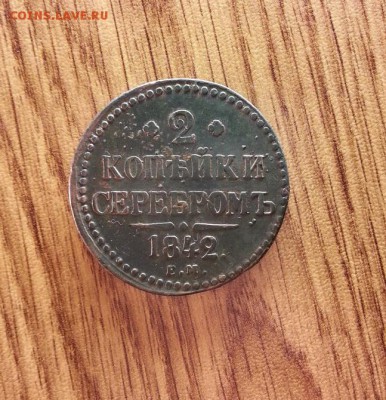 COINS.LAVE.RU
2
КОПѢЙКИ
СЕРЕБРОМЪ
1842.
Е.М.